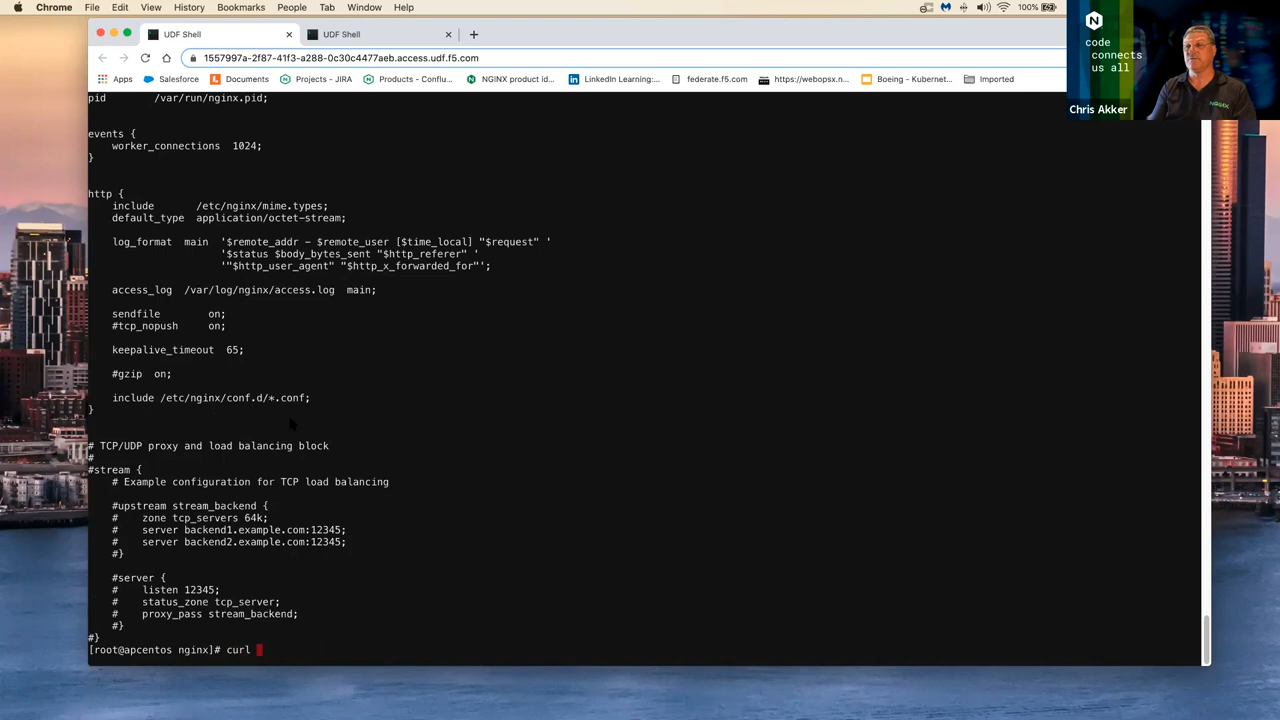 Chrome File Edit View History Bookmarks People Tab Window Help 100%
UDF Shell
UDF Shell
1557997a-2f87-41f3-a288-0c30c4477aeb.access.udf.f5.com
Apps Salesforce Documents Projects - JIRA Products - Conflu... NGINX product id... LinkedIn Learning:... federate.f5.com https://webopsx.n... Boeing - Kubernet... Imported
code
connects
us all
NGINX
Chris Akker
pid /var/run/nginx.pid;
events {
worker_connections 1024;
}
http {
include /etc/nginx/mime.types;
default_type application/octet-stream;
log_format main '$remote_addr - $remote_user [$time_local] "$request" '
'$status $body_bytes_sent "$http_referer" '
'"$http_user_agent" "$http_x_forwarded_for"';
access_log /var/log/nginx/access.log main;
sendfile on;
#tcp_nopush on;
keepalive_timeout 65;
#gzip on;
include /etc/nginx/conf.d/*.conf;
}
# TCP/UDP proxy and load balancing block
#
#stream {
# Example configuration for TCP load balancing
#upstream stream_backend {
# zone tcp_servers 64k;
# server backend1.example.com:12345;
# server backend2.example.com:12345;
#}
#server {
# listen 12345;
# status_zone tcp_server;
# proxy_pass stream_backend;
#}
#}
[root@apcentos nginx]# curl